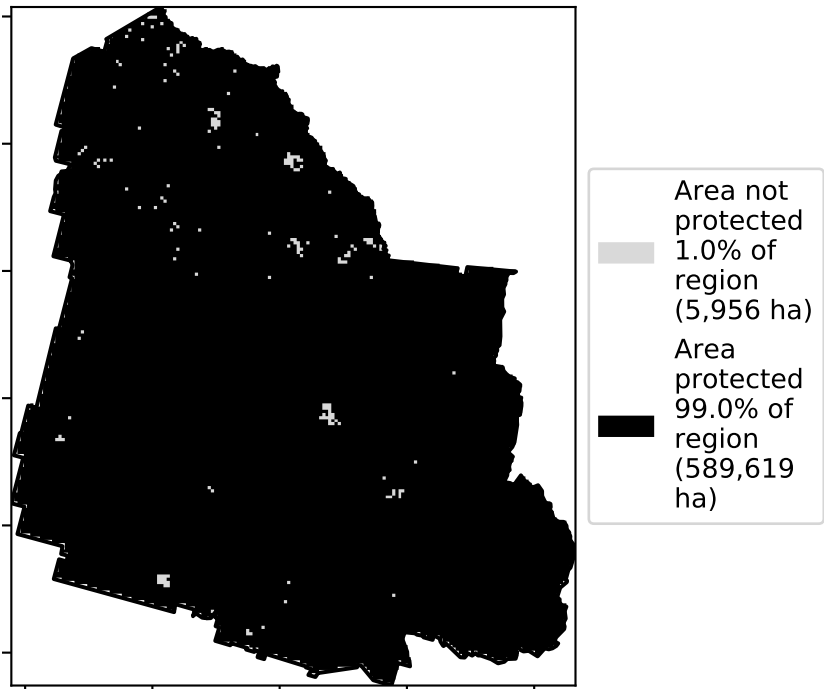 Area not
protected
1.0% of
region
(5,956 ha)
Area
protected
99.0% of
region
(589,619
ha)